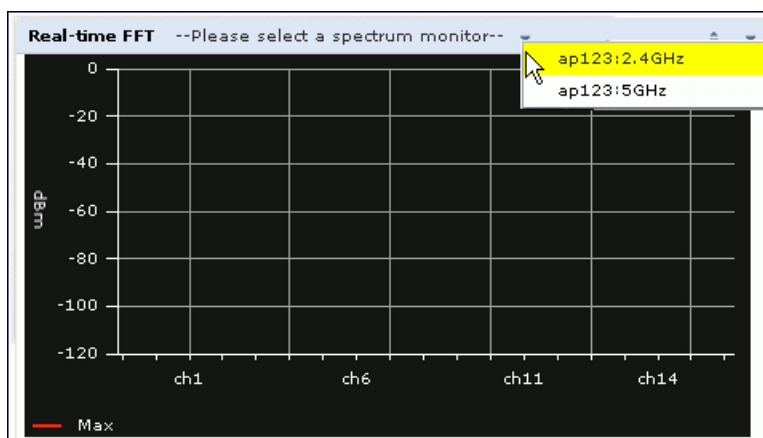 Real-time FFT --Please select a spectrum monitor--
ap123:2.4GHz
ap123:5GHz
0
-20
-40
-60
-80
-100
-120
dBm
ch1 ch6 ch11 ch14
Max